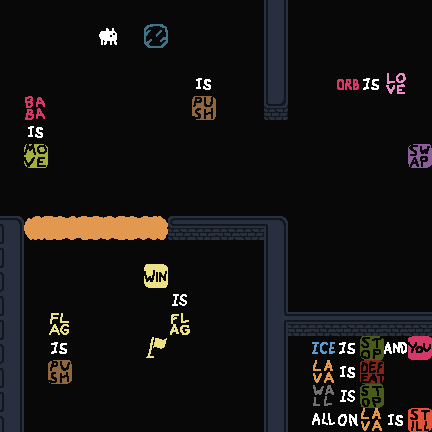 IS
PUSH
BABA
IS
MOVE
ORB IS LOVE
SWAP
WIN
IS
FLAG
FLAG
IS
PUSH
ICE IS STOP AND YOU
LAVA IS DEFEAT
WALL IS STOP
ALL ON LAVA IS STILL